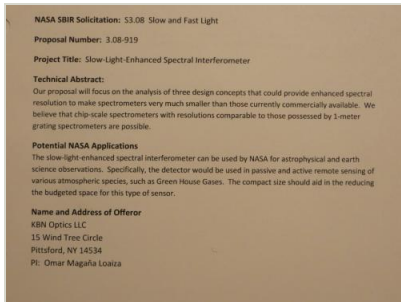 NASA SBIR Solicitation: S3.08 Slow and Fast Light
Proposal Number: 3.08-919
Project Title: Slow-Light-Enhanced Spectral Interferometer
Technical Abstract:
Our proposal will focus on the analysis of three design concepts that could provide enhanced spectral
resolution to make spectrometers very much smaller than those currently commercially available. We
believe that chip-scale spectrometers with resolutions comparable to those possessed by 1-meter
grating spectrometers are possible.
Potential NASA Applications
The slow-light-enhanced spectral interferometer can be used by NASA for astrophysical and earth
science observations. Specifically, the detector would be used in passive and active remote sensing of
various atmospheric species, such as Green House Gases. The compact size should aid in the reducing
the budgeted space for this type of sensor.
Name and Address of Offeror
KBN Optics LLC
15 Wind Tree Circle
Pittsford, NY 14534
PI: Omar Magaña Loaiza